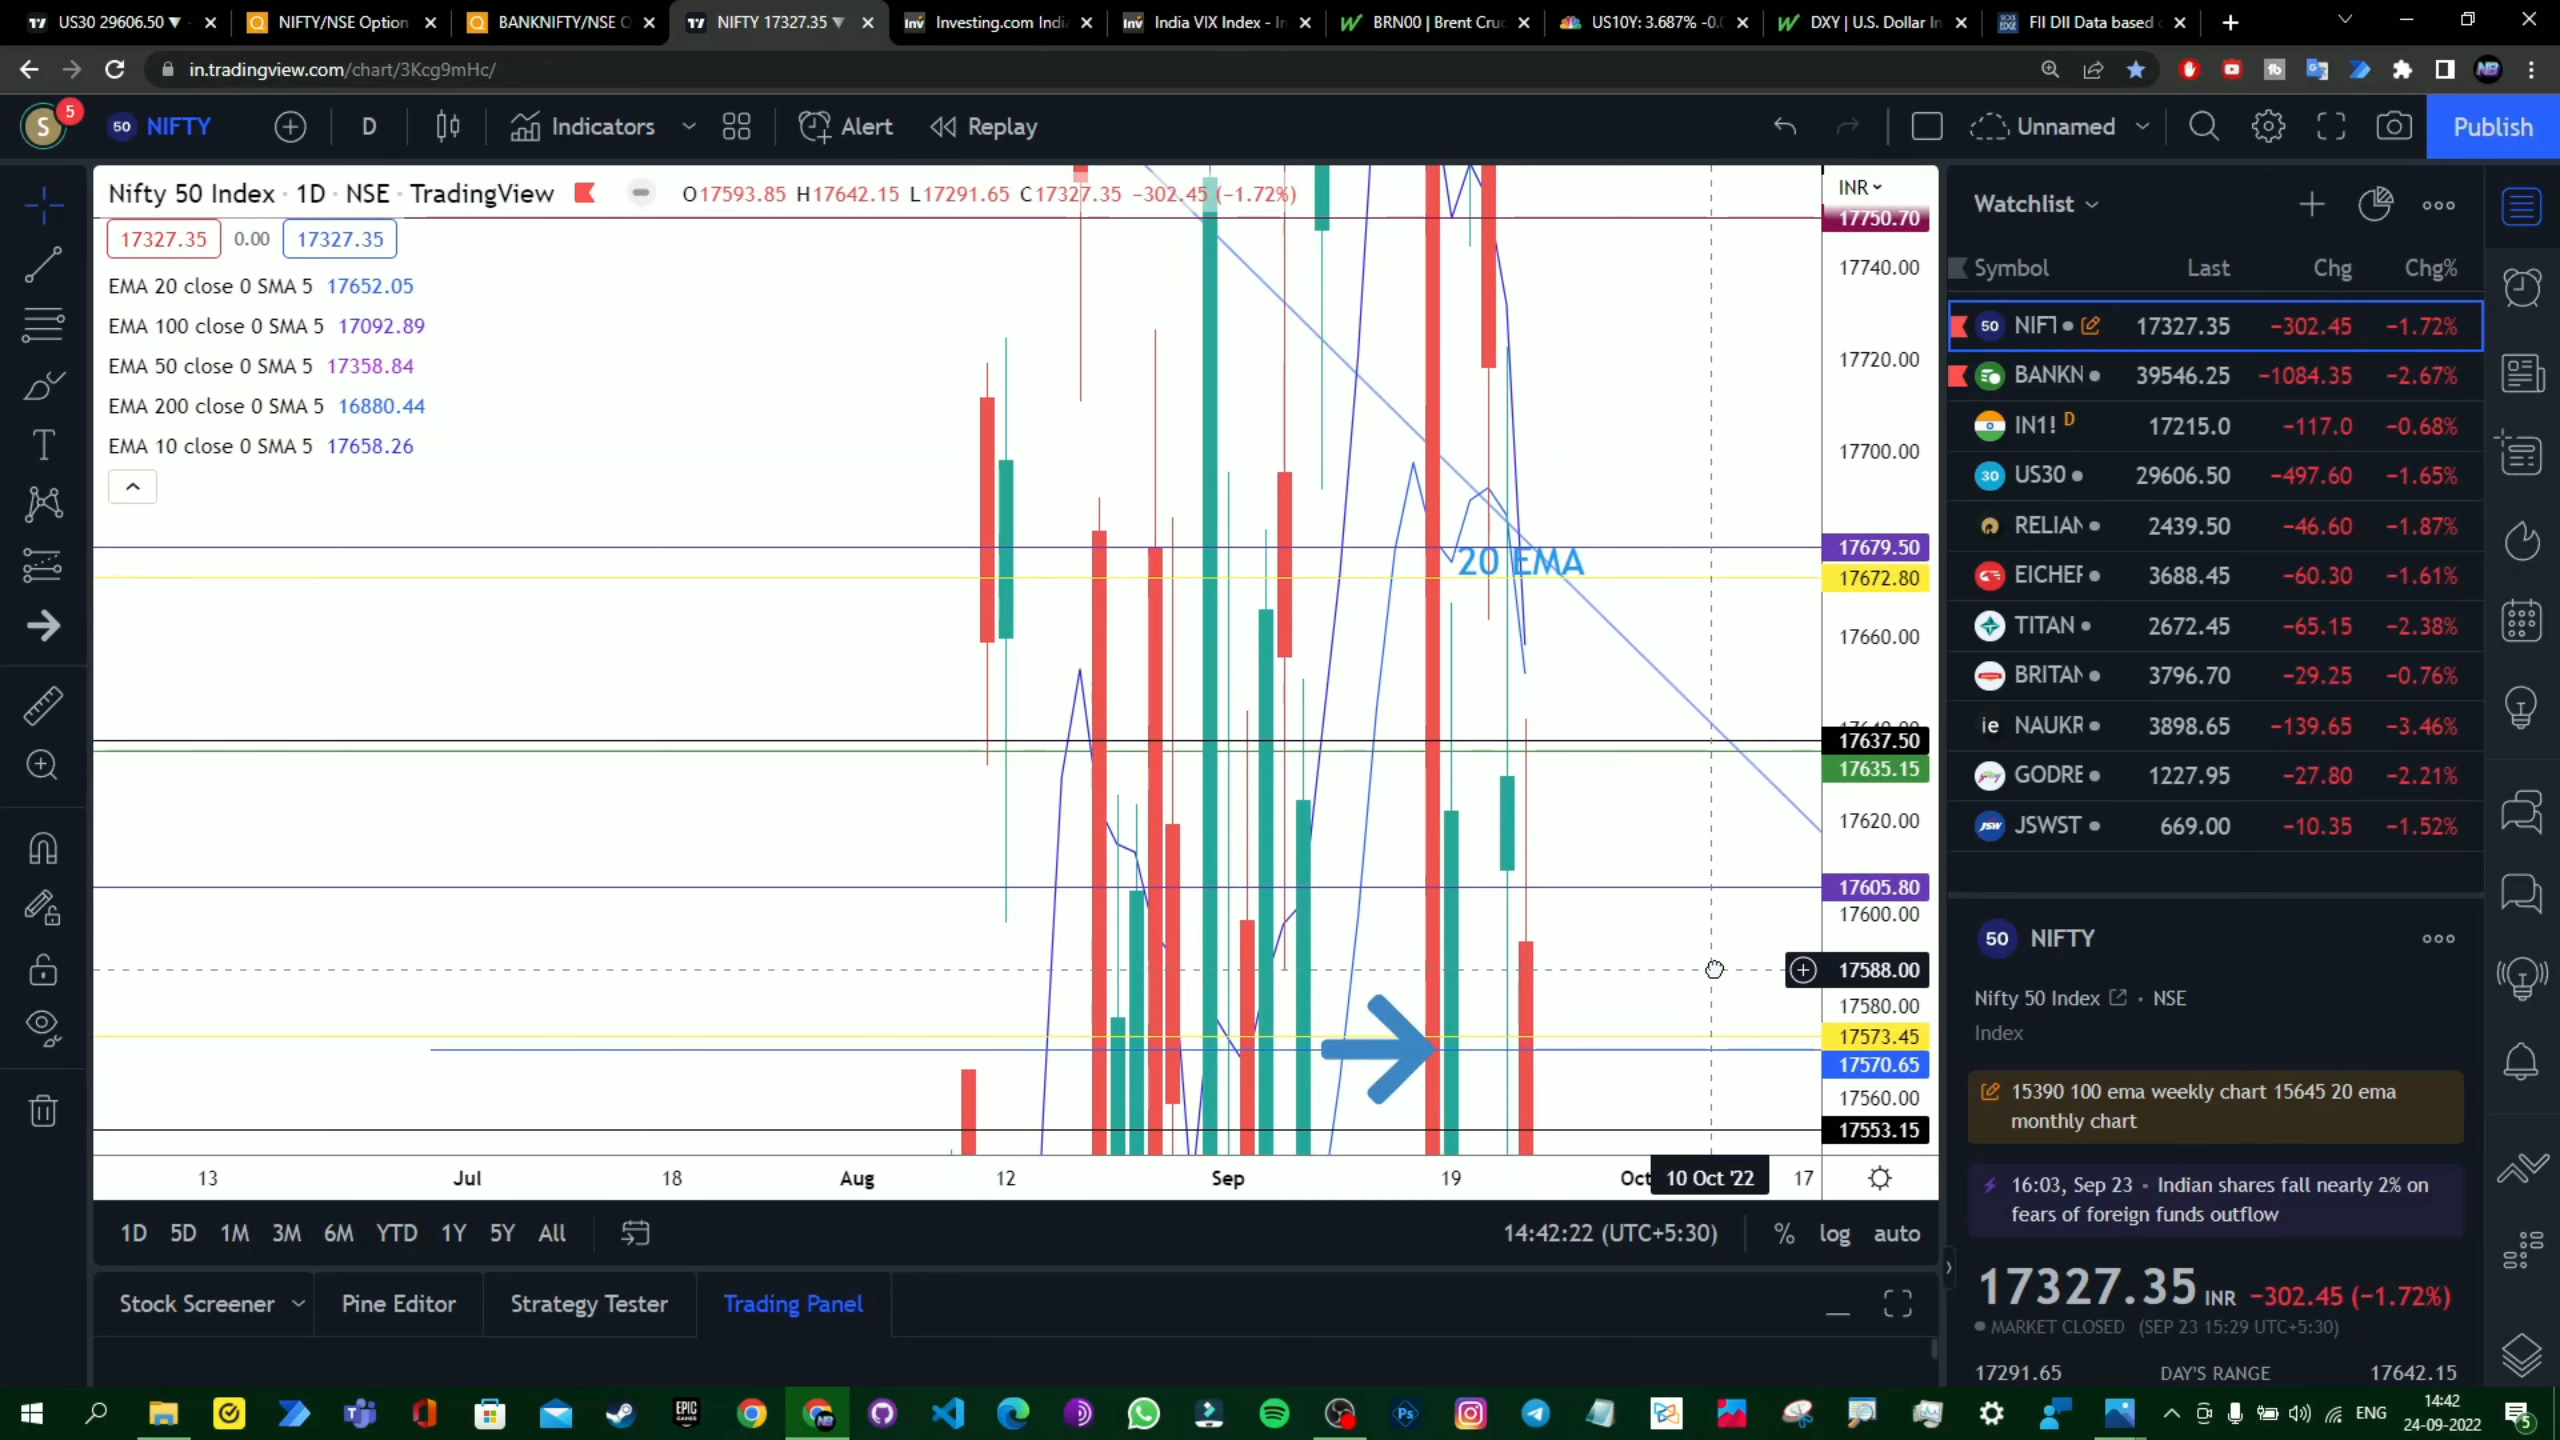 US30 29606.50 ▼
NIFTY/NSE Option
BANKNIFTY/NSE O
NIFTY 17327.35 ▼
Investing.com Indi
India VIX Index - In
BRN00 | Brent Cruc
US10Y: 3.687% -0.0
DXY | U.S. Dollar In
FII DII Data based
in.tradingview.com/chart/3Kcg9mHc/
S 5
50 NIFTY
D
Indicators
Alert
Replay
Unnamed
Publish
Nifty 50 Index · 1D · NSE · TradingView
O17593.85 H17642.15 L17291.65 C17327.35 −302.45 (−1.72%)
17327.35 0.00 17327.35
EMA 20 close 0 SMA 5 17652.05
EMA 100 close 0 SMA 5 17092.89
EMA 50 close 0 SMA 5 17358.84
EMA 200 close 0 SMA 5 16880.44
EMA 10 close 0 SMA 5 17658.26
20 EMA
INR
17750.70
17740.00
17720.00
17700.00
17679.50
17672.80
17660.00
17637.50
17635.15
17620.00
17605.80
17600.00
17588.00
17580.00
17573.45
17570.65
17560.00
17553.15
13 Jul 18 Aug 12 Sep 19 Oct 10 Oct '22 17
1D 5D 1M 3M 6M YTD 1Y 5Y All
14:42:22 (UTC+5:30)
% log auto
Stock Screener
Pine Editor
Strategy Tester
Trading Panel
Watchlist
Symbol Last Chg Chg%
50 NIFT 17327.35 −302.45 −1.72%
BANKN 39546.25 −1084.35 −2.67%
IN1! D 17215.0 −117.0 −0.68%
30 US30 29606.50 −497.60 −1.65%
RELIAN 2439.50 −46.60 −1.87%
EICHEF 3688.45 −60.30 −1.61%
TITAN 2672.45 −65.15 −2.38%
BRITAN 3796.70 −29.25 −0.76%
ie NAUKR 3898.65 −139.65 −3.46%
GODRE 1227.95 −27.80 −2.21%
JSW JSWST 669.00 −10.35 −1.52%
50 NIFTY
Nifty 50 Index · NSE
Index
15390 100 ema weekly chart 15645 20 ema
monthly chart
16:03, Sep 23 · Indian shares fall nearly 2% on
fears of foreign funds outflow
17327.35 INR −302.45 (−1.72%)
MARKET CLOSED (SEP 23 15:29 UTC+5:30)
17291.65 DAY'S RANGE 17642.15
EPIC GAMES
Ps
ENG
14:42
24-09-2022
5